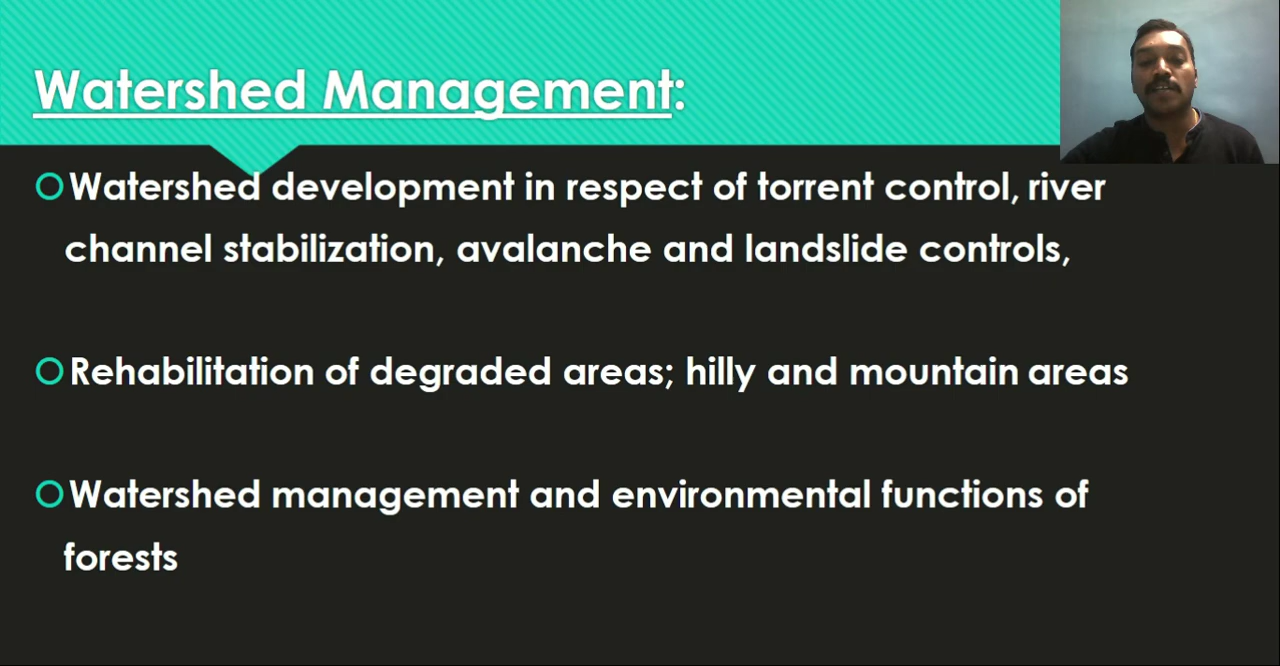 Watershed Management:
Watershed development in respect of torrent control, river
channel stabilization, avalanche and landslide controls,
Rehabilitation of degraded areas; hilly and mountain areas
Watershed management and environmental functions of
forests